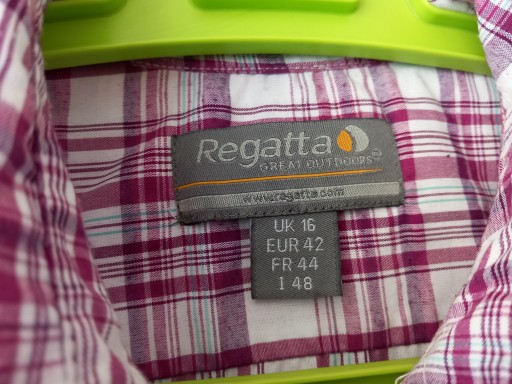 Regatta
GREAT OUTDOORS
www.regatta.com
UK 16
EUR 42
FR 44
I 48